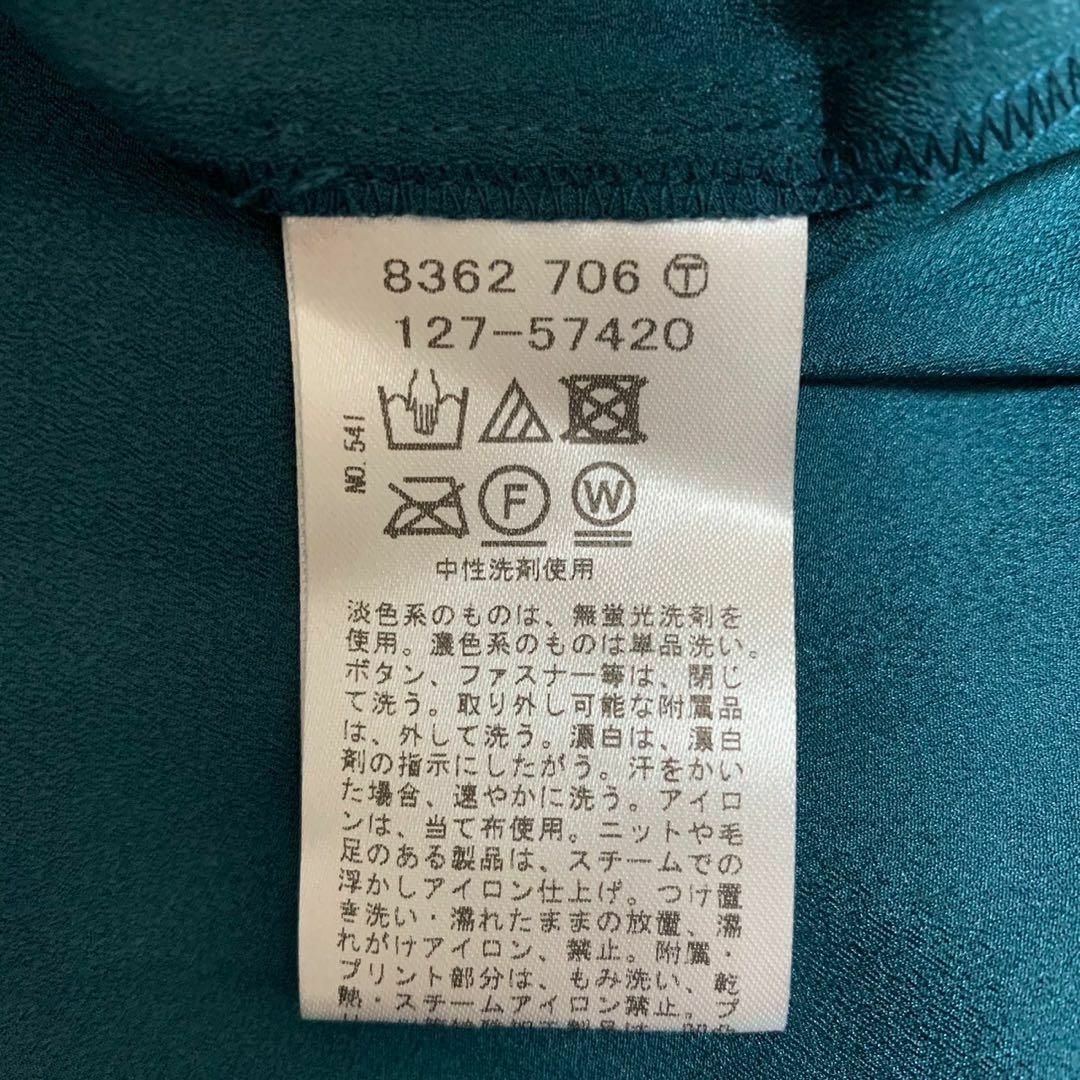 8362 706 Ⓣ
127-57420
NO.541
F W
中性洗剤使用
淡色系のものは、無蛍光洗剤を
使用。濃色系のものは単品洗い。
ボタン、ファスナー等は、閉じ
て洗う。取り外し可能な附属品
は、外して洗う。漂白は、漂白
剤の指示にしたがう。汗をかい
た場合、速やかに洗う。アイロ
ンは、当て布使用。ニットや毛
足のある製品は、スチームでの
浮かしアイロン仕上げ。つけ置
き洗い・濡れたままの放置、濡
れがけアイロン、禁止。附属・
プリント部分は、もみ洗い、乾
熱・スチームアイロン禁止。プ